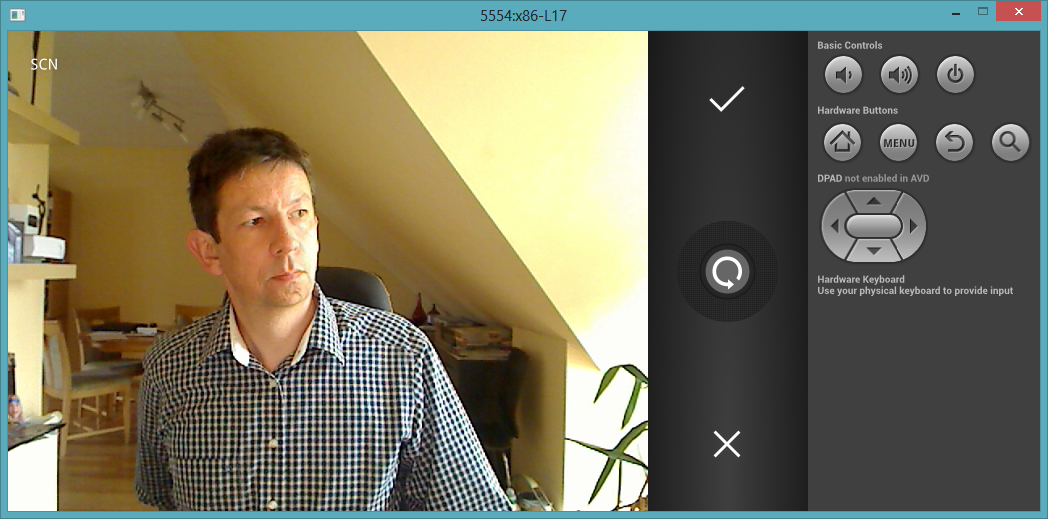 5554:x86-L17
SCN
Basic Controls
Hardware Buttons
MENU
DPAD not enabled in AVD
Hardware Keyboard
Use your physical keyboard to provide input